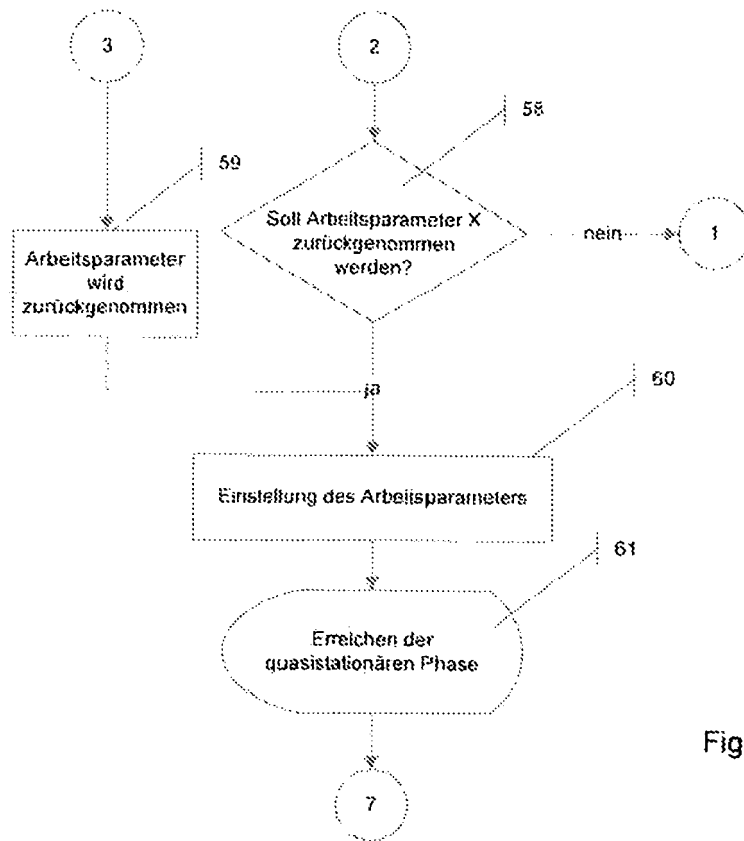 3
2
58
59
Soll Arbeitsparameter X
zurückgenommen
werden?
nein
1
Arbeitsparameter
wird
zurückgenommen
ja
60
Einstellung des Arbeitsparameters
61
Erreichen der
quasistationären Phase
Fig
7